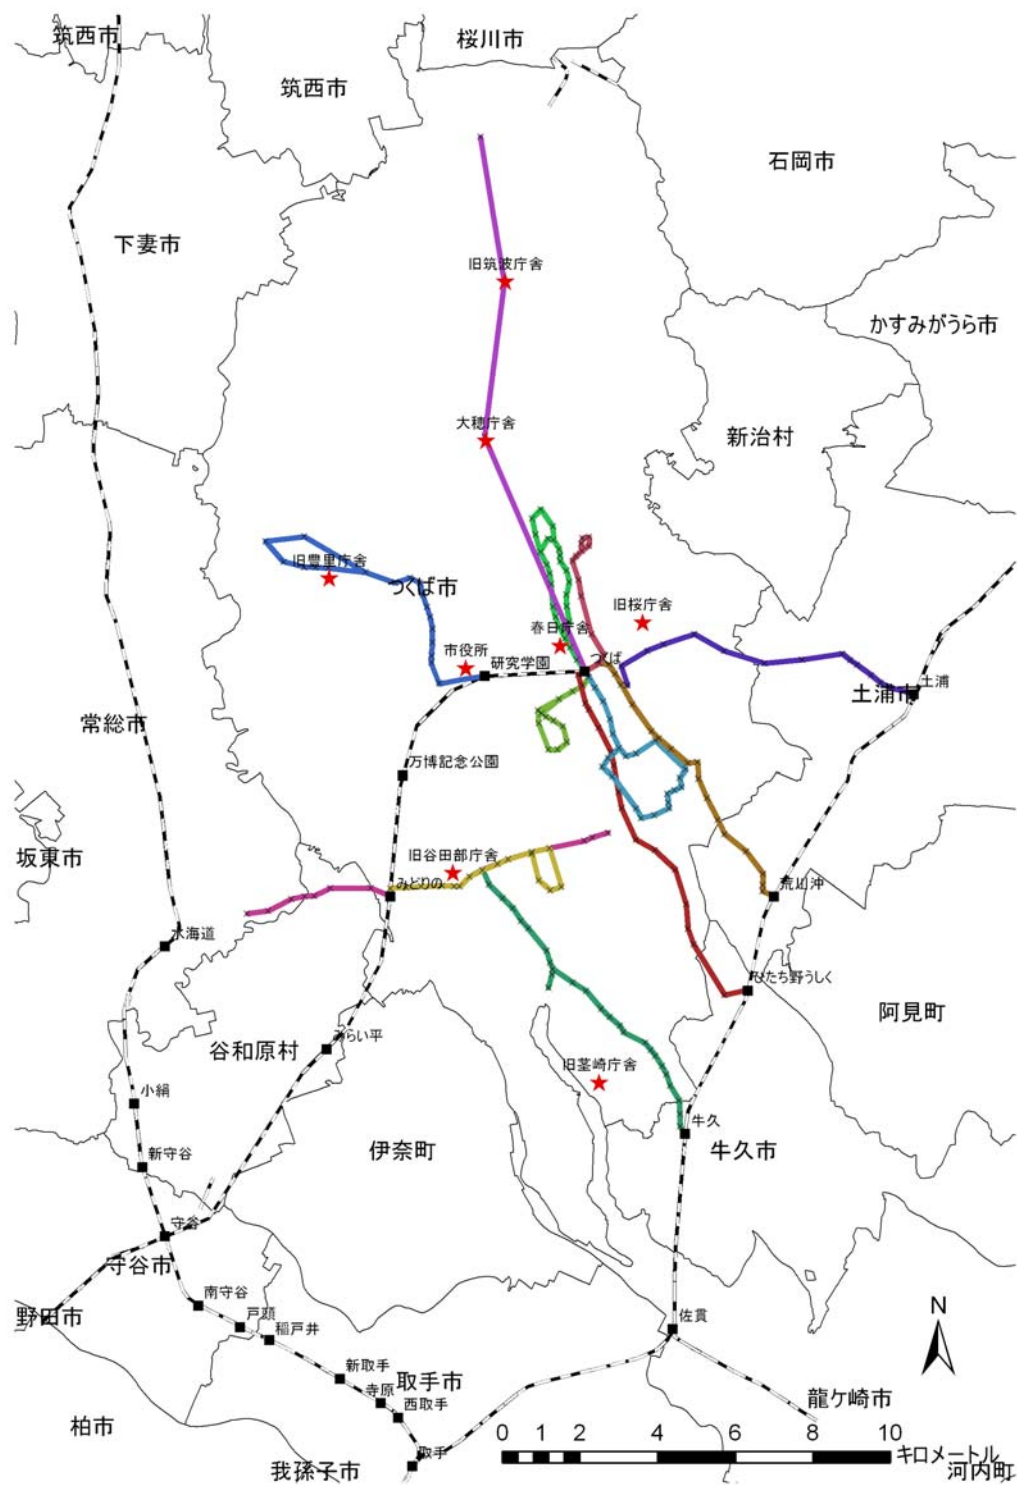 筑西市
桜川市
筑西市
石岡市
下妻市
旧筑波庁舎
かすみがうら市
大穂庁舎
新治村
旧豊里庁舎
つくば市
旧桜庁舎
春日庁舎
市役所
研究学園
つくば
土浦
土浦市
常総市
万博記念公園
坂東市
旧谷田部庁舎
みどりの
荒川沖
水海道
ひたち野うしく
阿見町
谷和原村
みらい平
旧茎崎庁舎
小絹
牛久
伊奈町
牛久市
新守谷
守谷
守谷市
南守谷
野田市
戸頭
稲戸井
佐貫
N
新取手
取手市
寺原
西取手
龍ケ崎市
柏市
取手
0 1 2 4 6 8 10
キロメートル
我孫子市
河内町